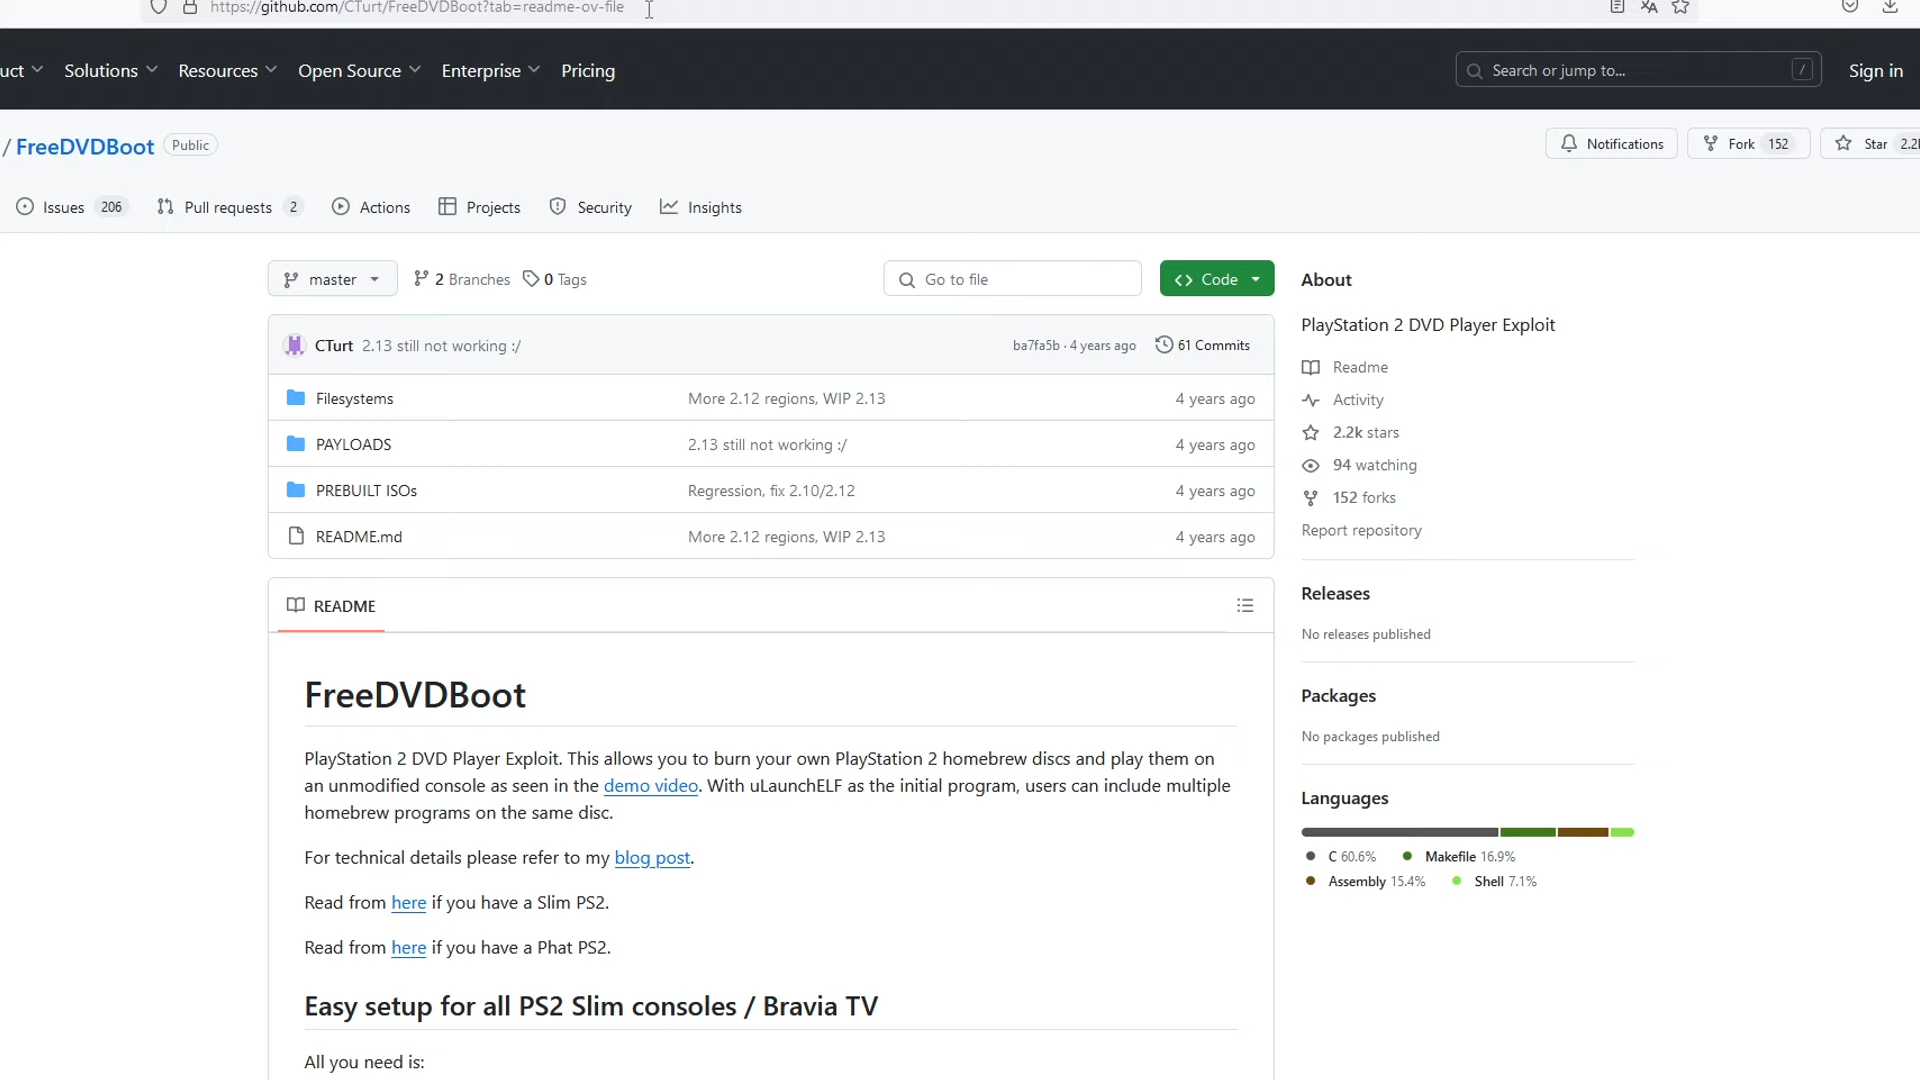 https://github.com/CTurt/FreeDVDBoot?tab=readme-ov-file
uct Solutions Resources Open Source Enterprise Pricing Search or jump to... / Sign in
/ FreeDVDBoot Public Notifications Fork 152 Star 2.2k
Issues 206 Pull requests 2 Actions Projects Security Insights
master 2 Branches 0 Tags Go to file Code
CTurt 2.13 still not working :/ ba7fa5b · 4 years ago 61 Commits
Filesystems More 2.12 regions, WIP 2.13 4 years ago
PAYLOADS 2.13 still not working :/ 4 years ago
PREBUILT ISOs Regression, fix 2.10/2.12 4 years ago
README.md More 2.12 regions, WIP 2.13 4 years ago
README
FreeDVDBoot
PlayStation 2 DVD Player Exploit. This allows you to burn your own PlayStation 2 homebrew discs and play them on
an unmodified console as seen in the demo video. With uLaunchELF as the initial program, users can include multiple
homebrew programs on the same disc.
For technical details please refer to my blog post.
Read from here if you have a Slim PS2.
Read from here if you have a Phat PS2.
Easy setup for all PS2 Slim consoles / Bravia TV
All you need is:
About
PlayStation 2 DVD Player Exploit
Readme
Activity
2.2k stars
94 watching
152 forks
Report repository
Releases
No releases published
Packages
No packages published
Languages
C 60.6% Makefile 16.9%
Assembly 15.4% Shell 7.1%